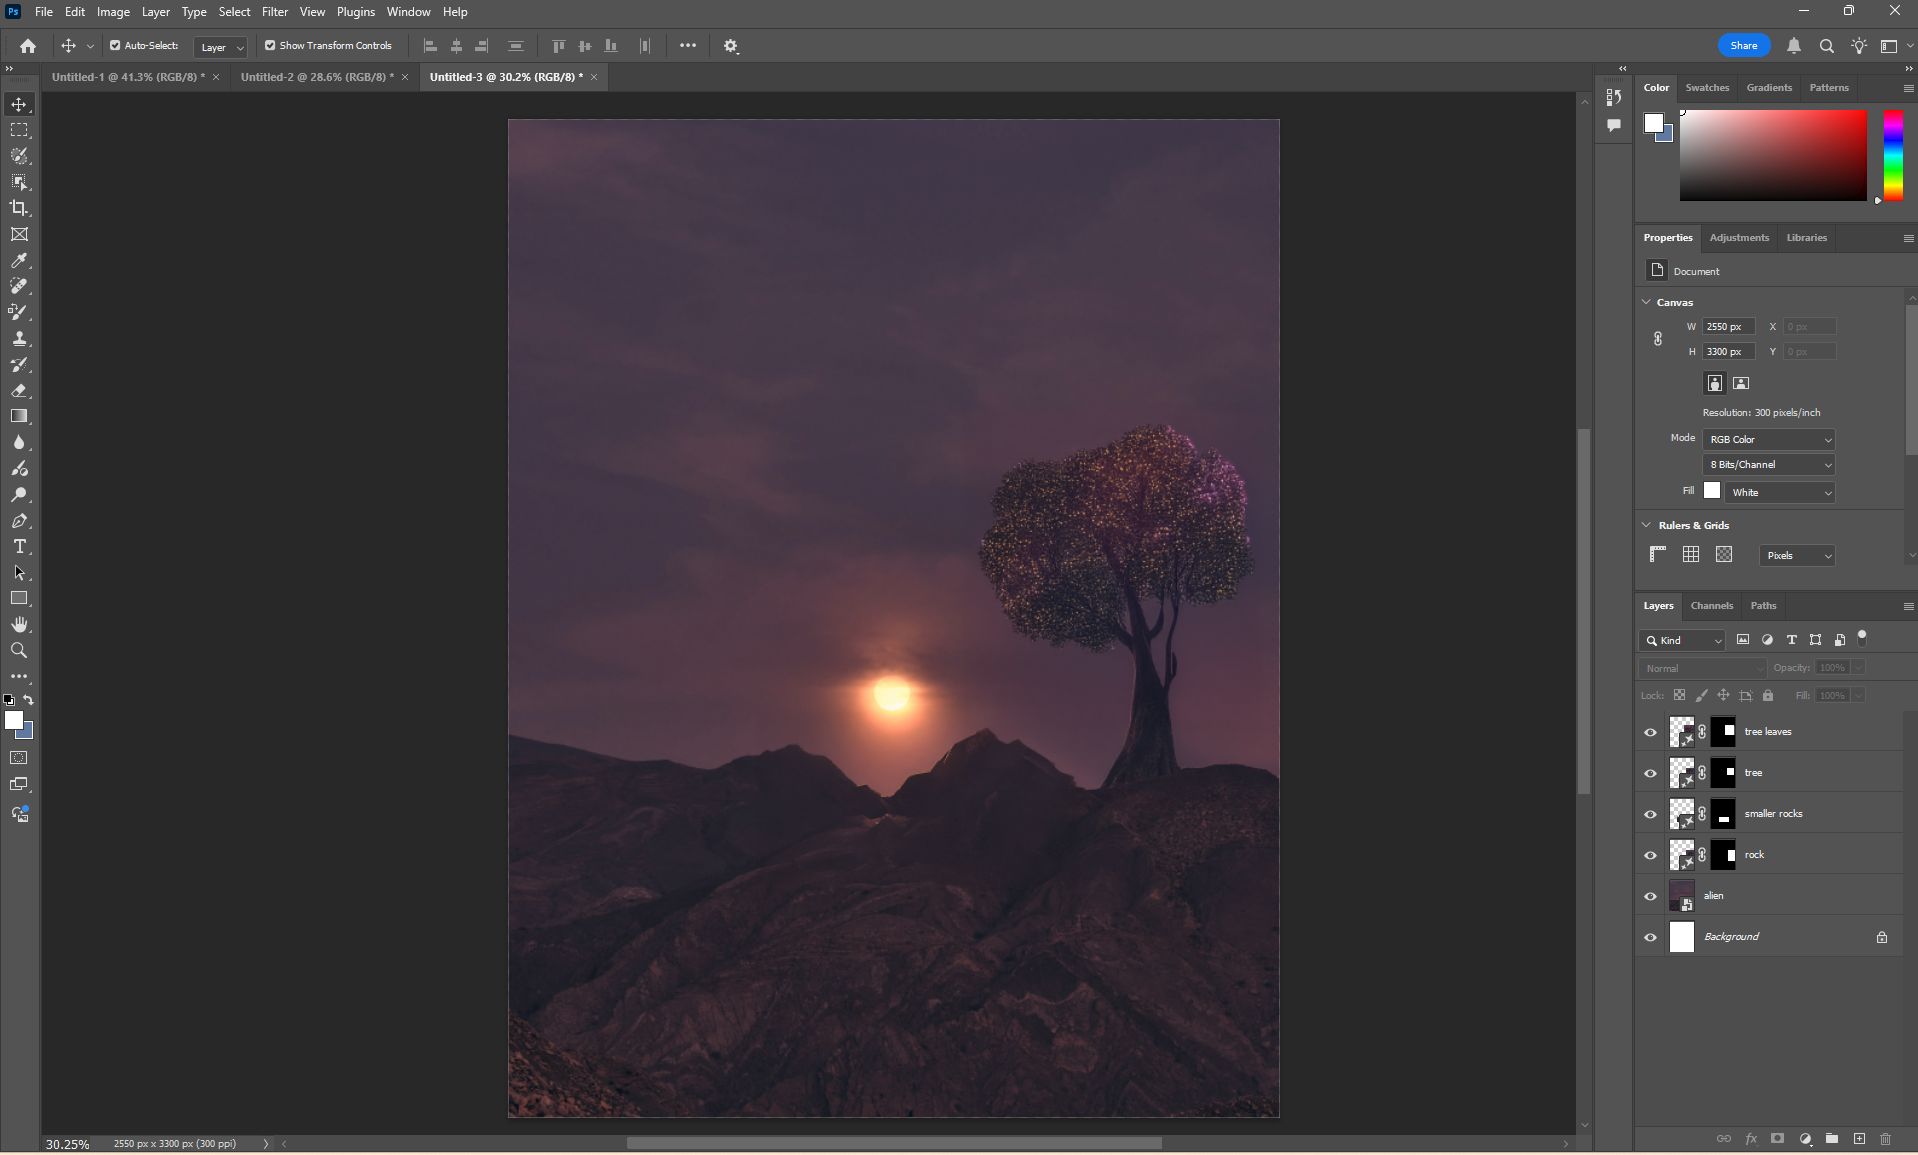 Ps File Edit Image Layer Type Select Filter View Plugins Window Help
Auto-Select: Layer Show Transform Controls Share
Untitled-1 @ 41.3% (RGB/8) * Untitled-2 @ 28.6% (RGB/8) * Untitled-3 @ 30.2% (RGB/8) *
Color Swatches Gradients Patterns
Properties Adjustments Libraries
Document
Canvas
W 2550 px X 0 px
H 3300 px Y 0 px
Resolution: 300 pixels/inch
Mode RGB Color
8 Bits/Channel
Fill White
Rulers & Grids
Pixels
Layers Channels Paths
Kind
Normal Opacity: 100%
Lock: Fill: 100%
tree leaves
tree
smaller rocks
rock
alien
Background
30.25% 2550 px x 3300 px (300 ppi)